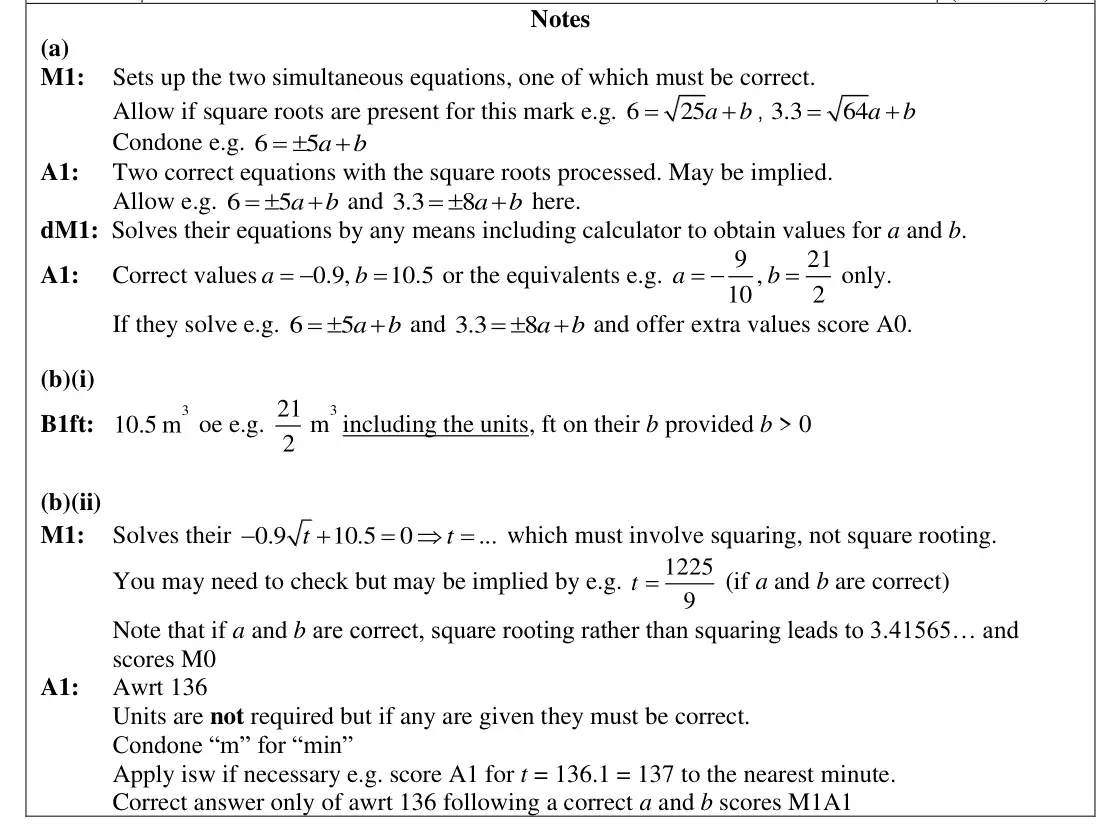 Notes
(a)
M1: Sets up the two simultaneous equations, one of which must be correct.
Allow if square roots are present for this mark e.g. 6 = √25a + b , 3.3 = √64a + b
Condone e.g. 6 = ±5a + b
A1: Two correct equations with the square roots processed. May be implied.
Allow e.g. 6 = ±5a + b and 3.3 = ±8a + b here.
dM1: Solves their equations by any means including calculator to obtain values for a and b.
A1: Correct values a = −0.9, b = 10.5 or the equivalents e.g. a = −9/10, b = 21/2 only.
If they solve e.g. 6 = ±5a + b and 3.3 = ±8a + b and offer extra values score A0.
(b)(i)
B1ft: 10.5 m³ oe e.g. 21/2 m³ including the units, ft on their b provided b > 0
(b)(ii)
M1: Solves their −0.9√t + 10.5 = 0 ⇒ t = ... which must involve squaring, not square rooting.
You may need to check but may be implied by e.g. t = 1225/9 (if a and b are correct)
Note that if a and b are correct, square rooting rather than squaring leads to 3.41565… and
scores M0
A1: Awrt 136
Units are not required but if any are given they must be correct.
Condone “m” for “min”
Apply isw if necessary e.g. score A1 for t = 136.1 = 137 to the nearest minute.
Correct answer only of awrt 136 following a correct a and b scores M1A1